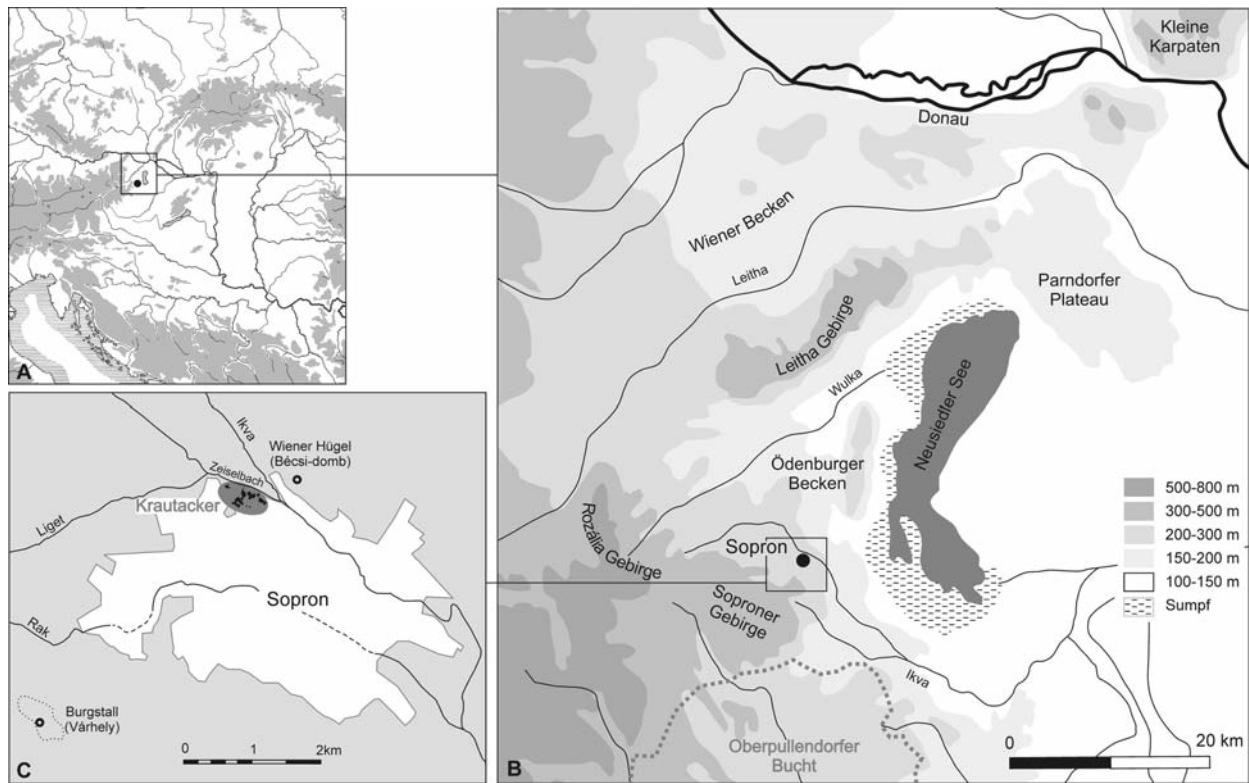 A
Kleine
Karpaten
Donau
Wiener Becken
Leitha
Parndorfer
Plateau
Leitha Gebirge
Wulka
Neusiedler See
Ödenburger
Becken
Rozália Gebirge
Sopron
Soproner
Gebirge
Ikva
Oberpullendorfer
Bucht
500-800 m
300-500 m
200-300 m
150-200 m
100-150 m
Sumpf
0 20 km
B
Ikva
Wiener Hügel
(Bécsi-domb)
Zeiselbach
Krautacker
Liget
Sopron
Rak
Burgstall
(Várhely)
0 1 2km
C